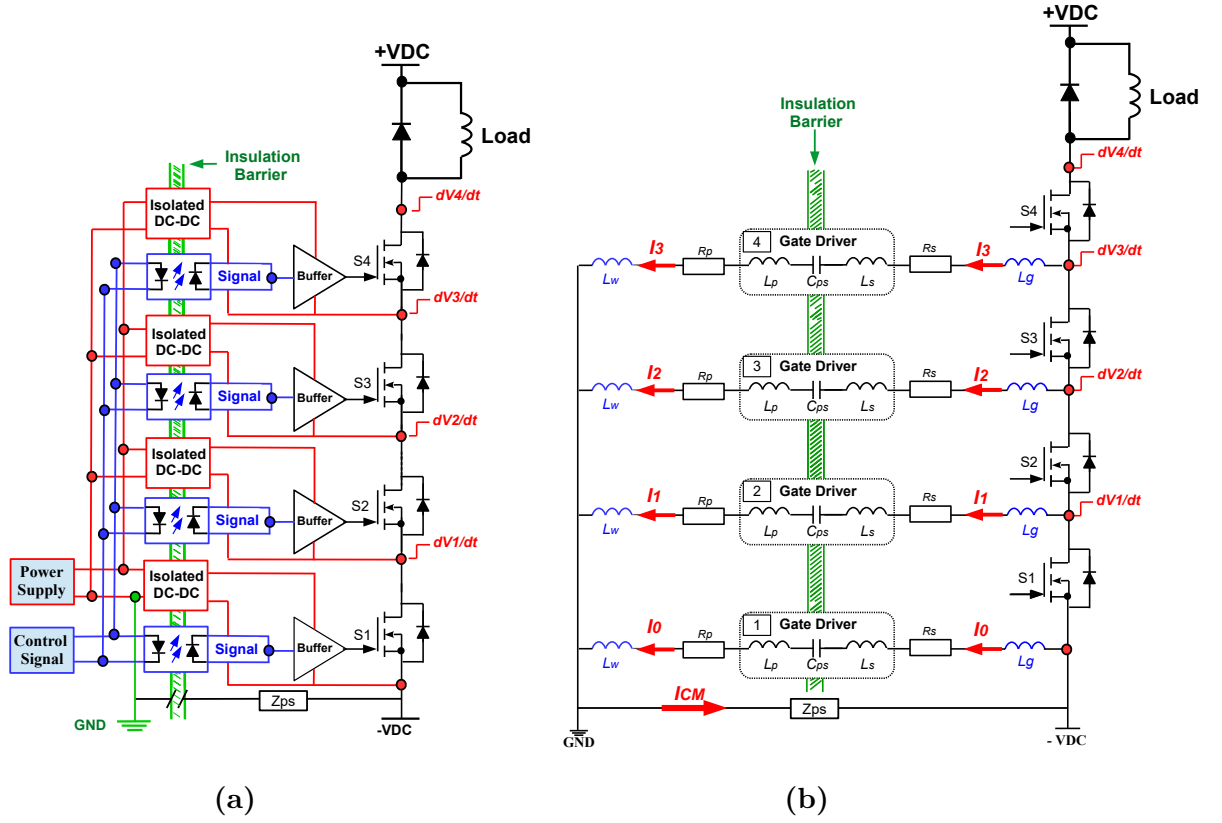 +VDC
Load
Insulation
Barrier
dV4/dt
Isolated
DC-DC
Signal
Buffer
S4
dV3/dt
Isolated
DC-DC
Signal
Buffer
S3
dV2/dt
Isolated
DC-DC
Signal
Buffer
S2
dV1/dt
Power
Supply
Isolated
DC-DC
Control
Signal
Signal
Buffer
S1
Zps
GND
-VDC
(a)
+VDC
Load
Insulation
Barrier
dV4/dt
S4
4 Gate Driver
I3 Rp Rs I3 dV3/dt
Lw Lp Cps Ls Lg
S3
3 Gate Driver
I2 Rp Rs I2 dV2/dt
Lw Lp Cps Ls Lg
S2
2 Gate Driver
I1 Rp Rs I1 dV1/dt
Lw Lp Cps Ls Lg
S1
1 Gate Driver
I0 Rp Rs I0
Lw Lp Cps Ls Lg
ICM
Zps
GND
- VDC
(b)